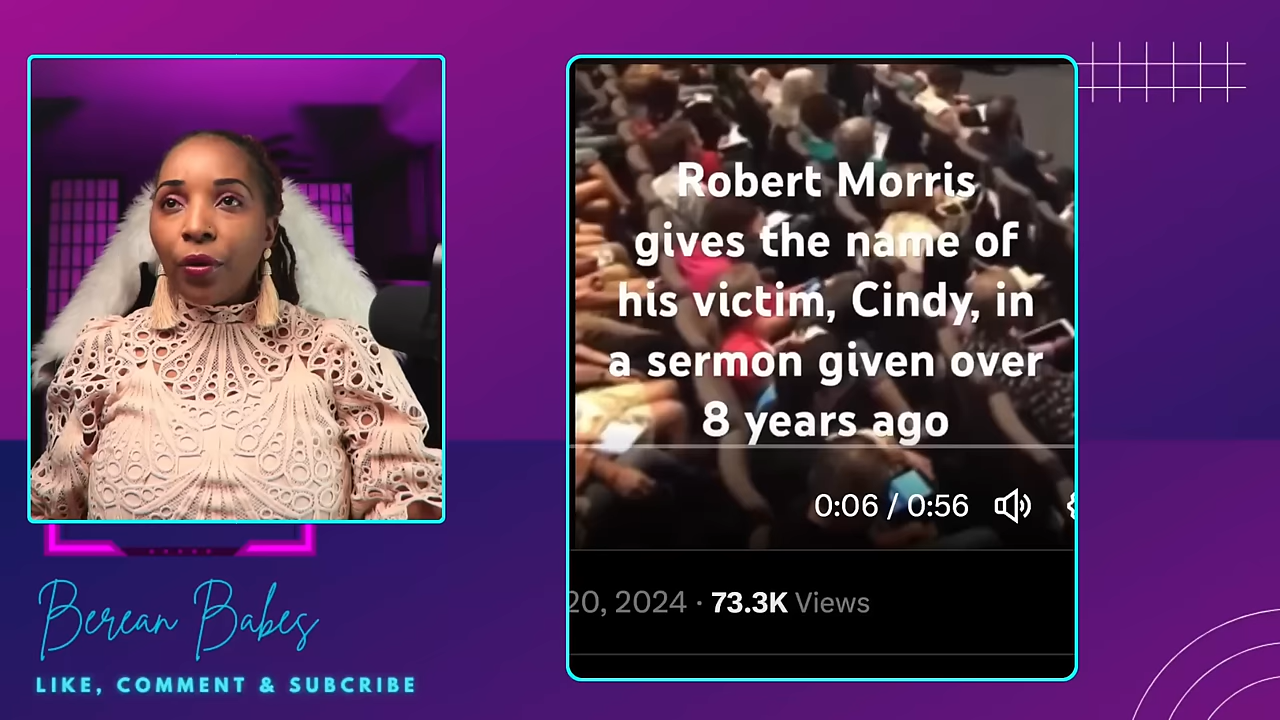 Robert Morris
gives the name of
his victim, Cindy, in
a sermon given over
8 years ago
0:06 / 0:56
20, 2024 · 73.3K Views
Berean Babes
LIKE, COMMENT & SUBCRIBE